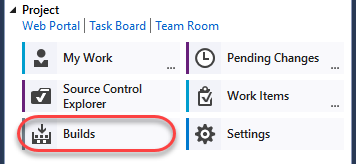 Project
Web Portal | Task Board | Team Room
My Work ...
Pending Changes ...
Source Control
Explorer
Work Items ...
Builds
Settings